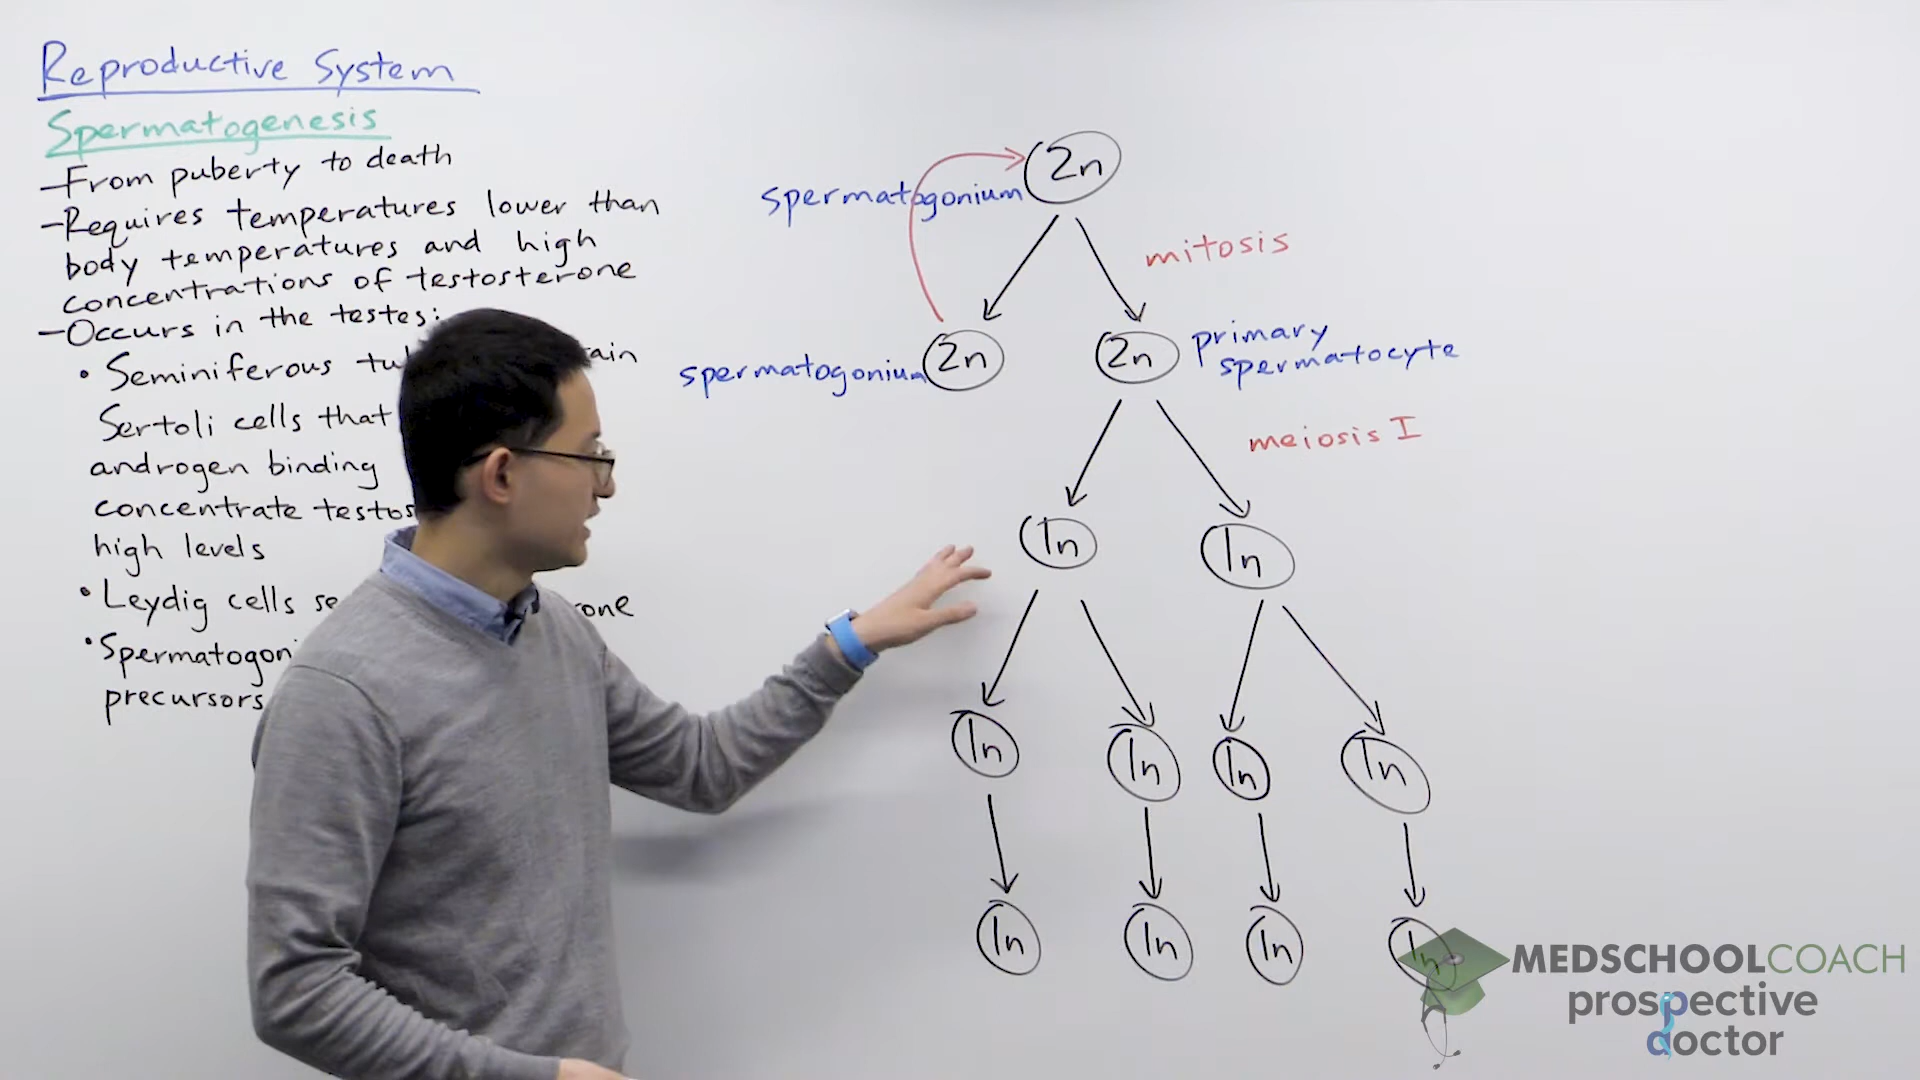 Reproductive System
Spermatogenesis
-From puberty to death
-Requires temperatures lower than
body temperatures and high
concentrations of testosterone
-Occurs in the testes:
• Seminiferous
Sertoli cells that
androgen binding
concentrate
high levels
• Leydig cells
•
precursors
2n
spermatogonium
mitosis
spermatogonium
2n
2n
primary
spermatocyte
meiosis I
1n
1n
1n
1n
1n
1n
1n
1n
1n
1n
MEDSCHOOLCOACH
prospective
doctor